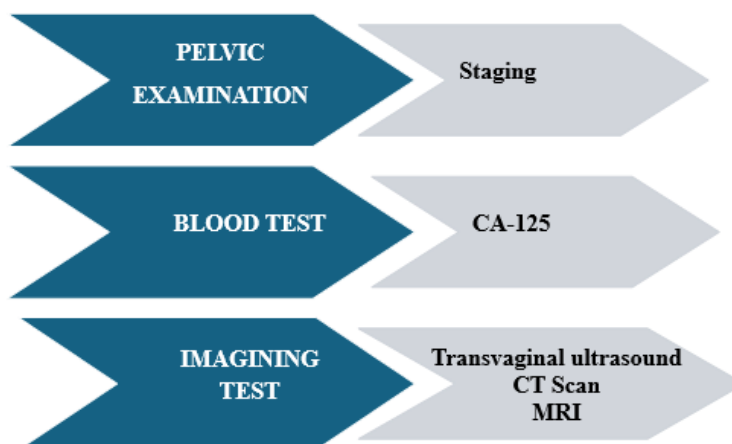 PELVIC
EXAMINATION
Staging
BLOOD TEST
CA-125
IMAGINING
TEST
Transvaginal ultrasound
CT Scan
MRI